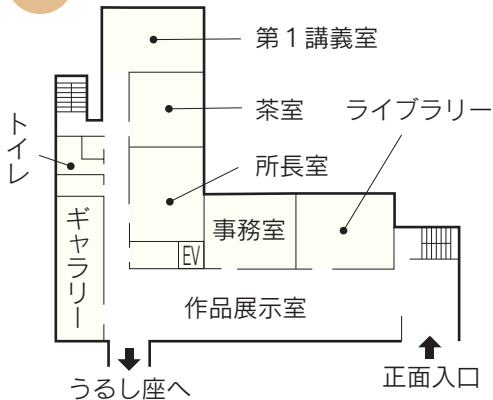 第1講義室
茶室
ライブラリー
トイレ
所長室
事務室
ギャラリー
EV
作品展示室
正面入口
うるし座へ